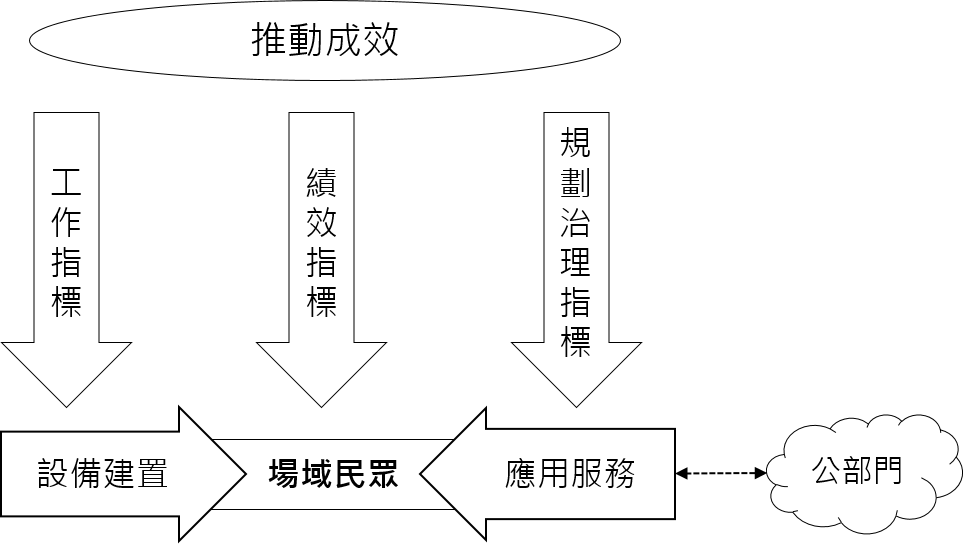 推動成效
工作指標
績效指標
規劃治理指標
設備建置
場域民眾
應用服務
公部門